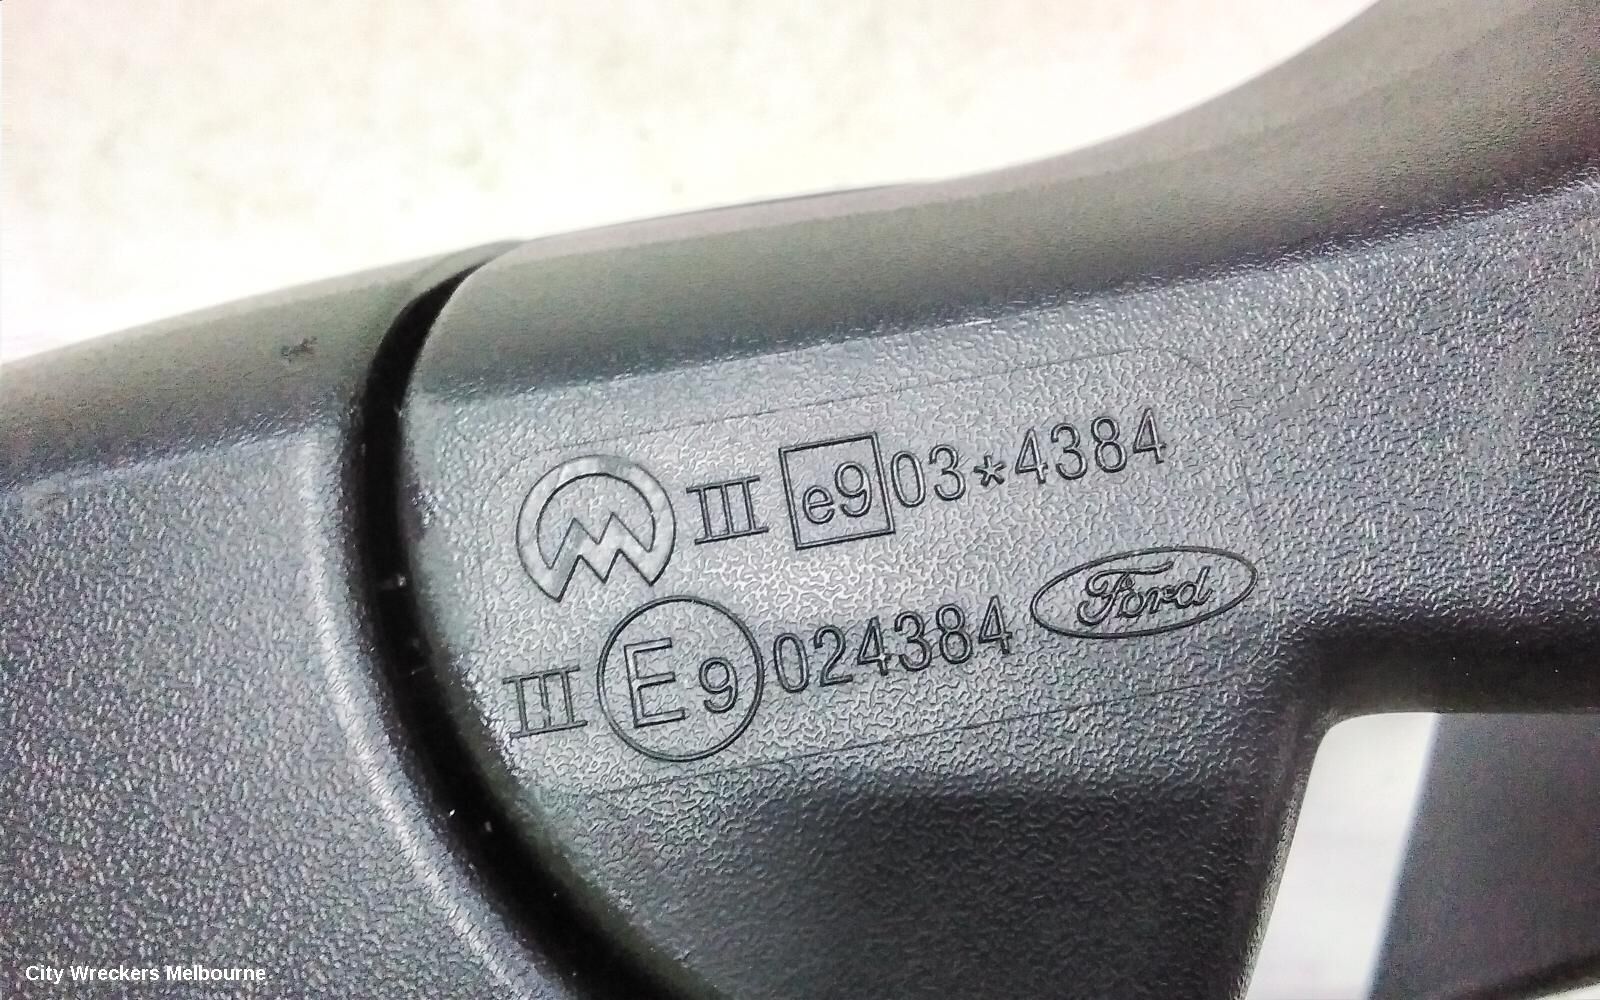 III e9 03*4384
III E9 024384 Ford
City Wreckers Melbourne